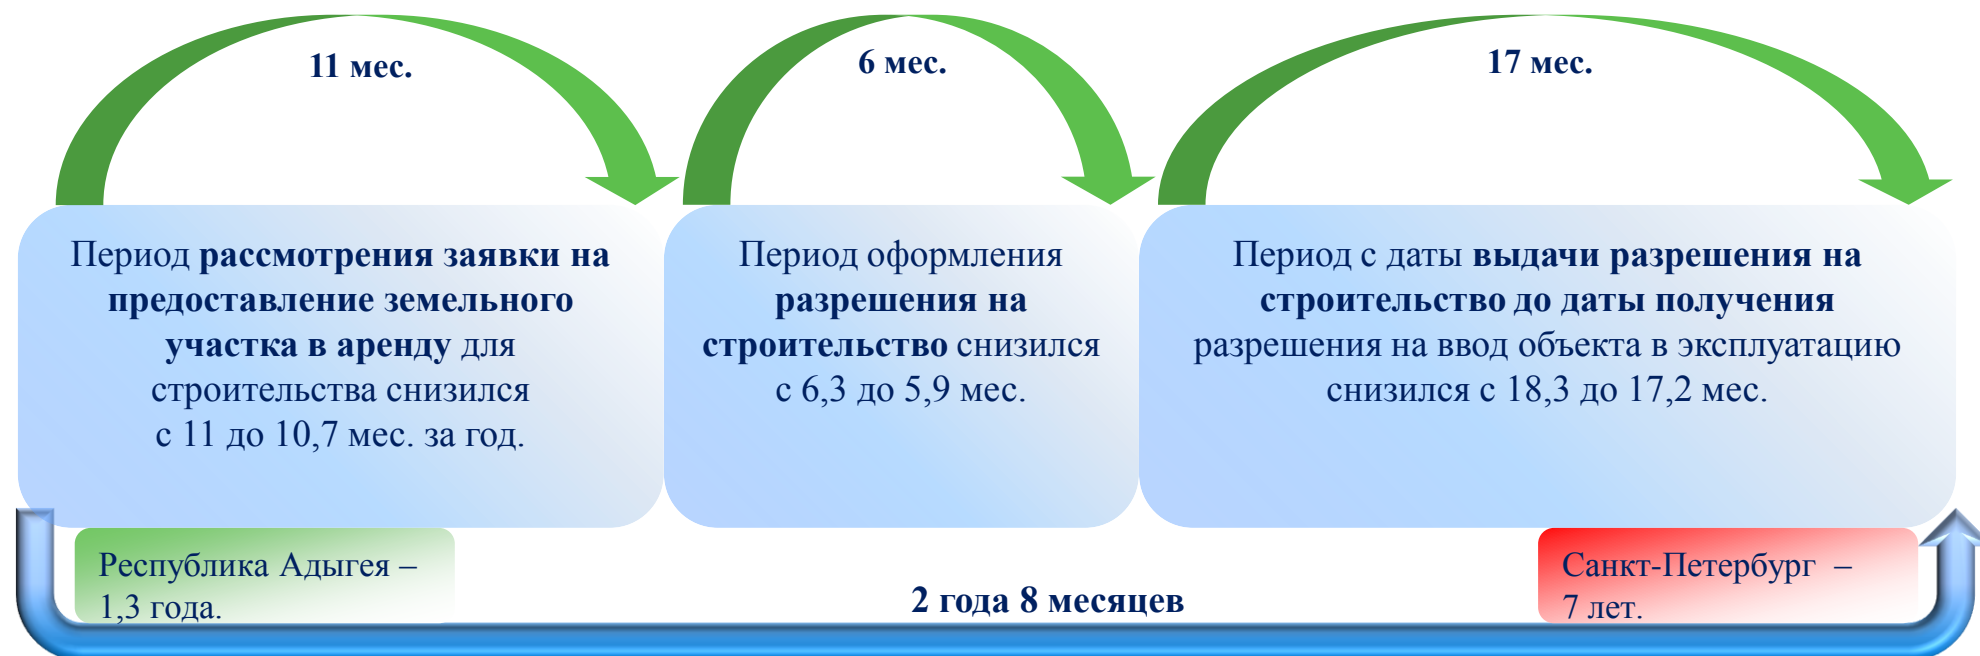 11 мес.
6 мес.
17 мес.
Период рассмотрения заявки на
предоставление земельного
участка в аренду для
строительства снизился
с 11 до 10,7 мес. за год.
Период оформления
разрешения на
строительство снизился
с 6,3 до 5,9 мес.
Период с даты выдачи разрешения на
строительство до даты получения
разрешения на ввод объекта в эксплуатацию
снизился с 18,3 до 17,2 мес.
Республика Адыгея –
1,3 года.
2 года 8 месяцев
Санкт-Петербург –
7 лет.